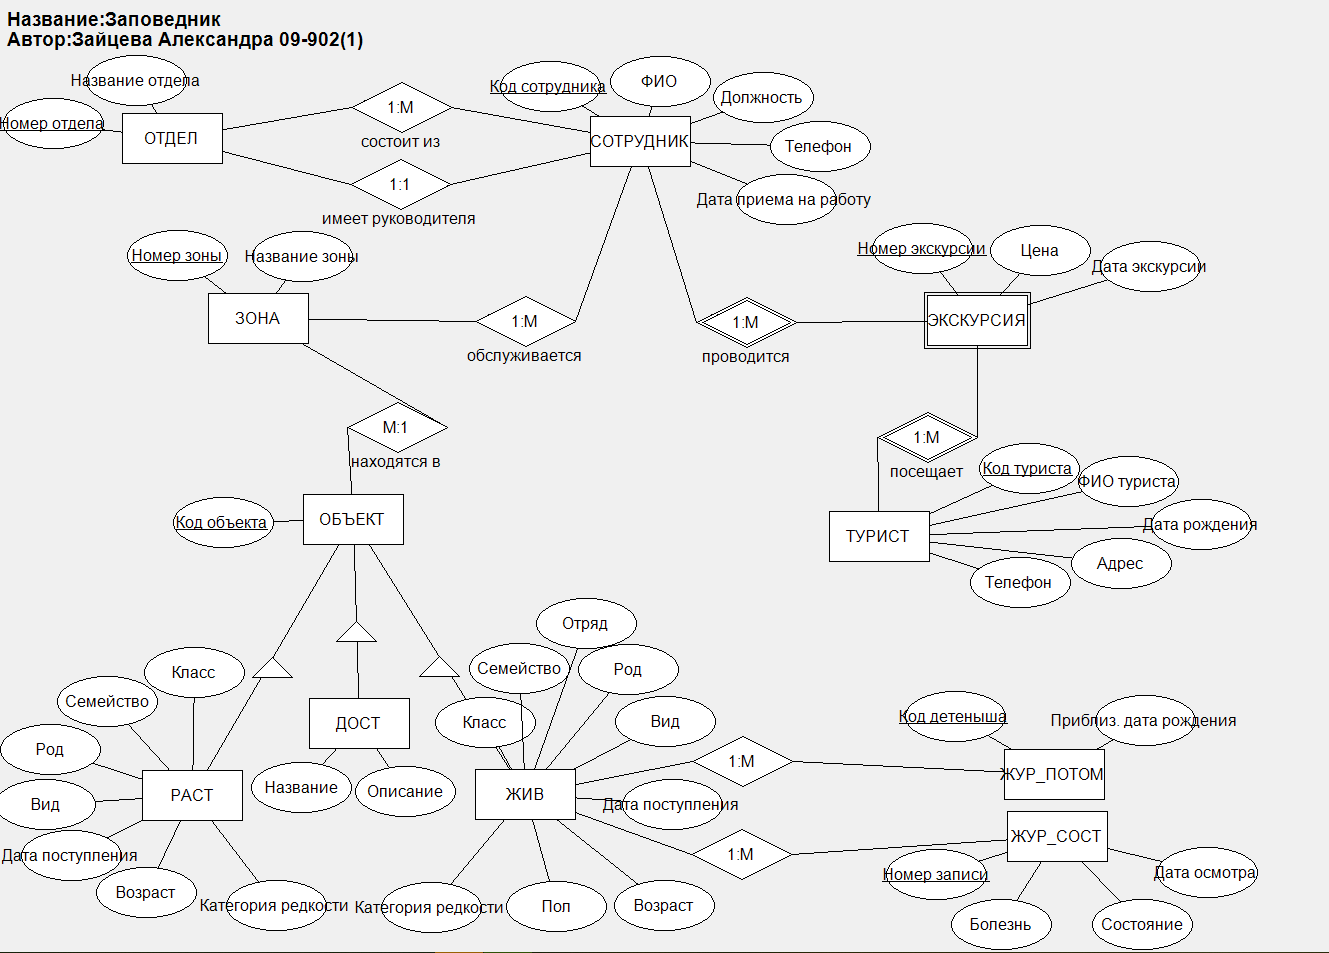 Название:Заповедник
Автор:Зайцева Александра 09-902(1)
Название отдела
Номер отдела
ОТДЕЛ
1:М
состоит из
1:1
имеет руководителя
Код сотрудника
ФИО
Должность
СОТРУДНИК
Телефон
Дата приема на работу
Номер зоны
Название зоны
ЗОНА
1:М
обслуживается
1:М
проводится
Номер экскурсии
Цена
Дата экскурсии
ЭКСКУРСИЯ
М:1
находятся в
1:М
посещает
Код туриста
ФИО туриста
Дата рождения
ТУРИСТ
Адрес
Телефон
Код объекта
ОБЪЕКТ
Класс
Семейство
Род
Вид
РАСТ
Дата поступления
Возраст
Категория редкости
ДОСТ
Название
Описание
Отряд
Семейство
Род
Класс
Вид
ЖИВ
Дата поступления
Категория редкости
Пол
Возраст
1:М
1:М
Код детеныша
Приблиз. дата рождения
ЖУР_ПОТОМ
ЖУР_СОСТ
Номер записи
Дата осмотра
Болезнь
Состояние